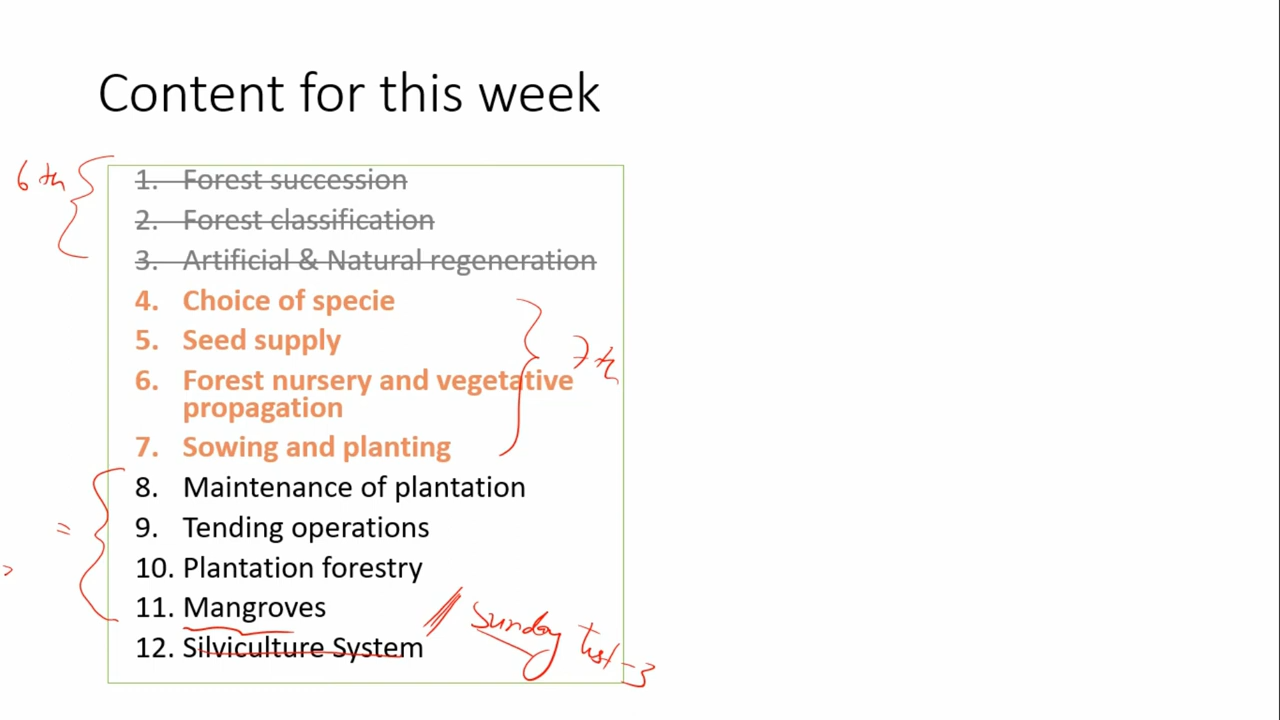 Content for this week
6th
1. Forest succession
2. Forest classification
3. Artificial & Natural regeneration
4. Choice of specie
5. Seed supply
7th
6. Forest nursery and vegetative
propagation
7. Sowing and planting
8. Maintenance of plantation
9. Tending operations
10. Plantation forestry
11. Mangroves
Sunday Test-3
12. Silviculture System